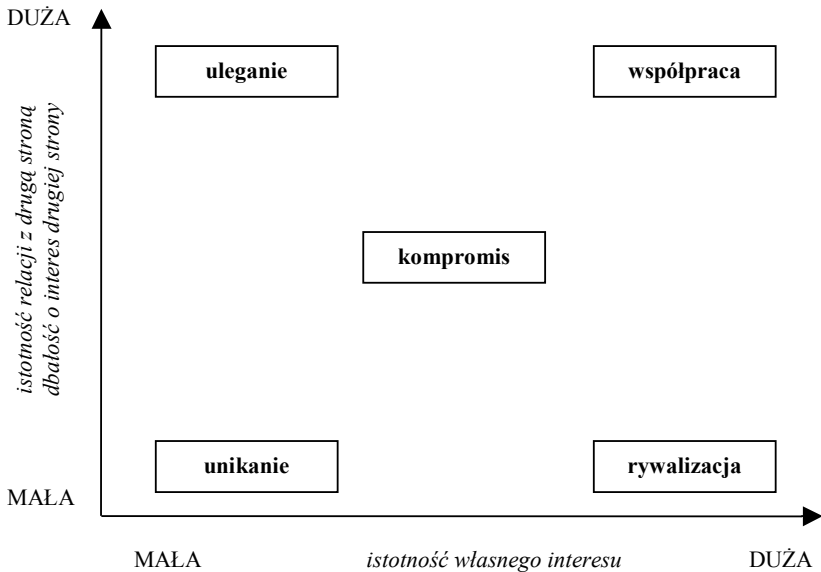 DUŻA
uleganie
współpraca
istotność relacji z drugą stroną
dbałość o interes drugiej strony
kompromis
unikanie
rywalizacja
MAŁA
MAŁA
istotność własnego interesu
DUŻA